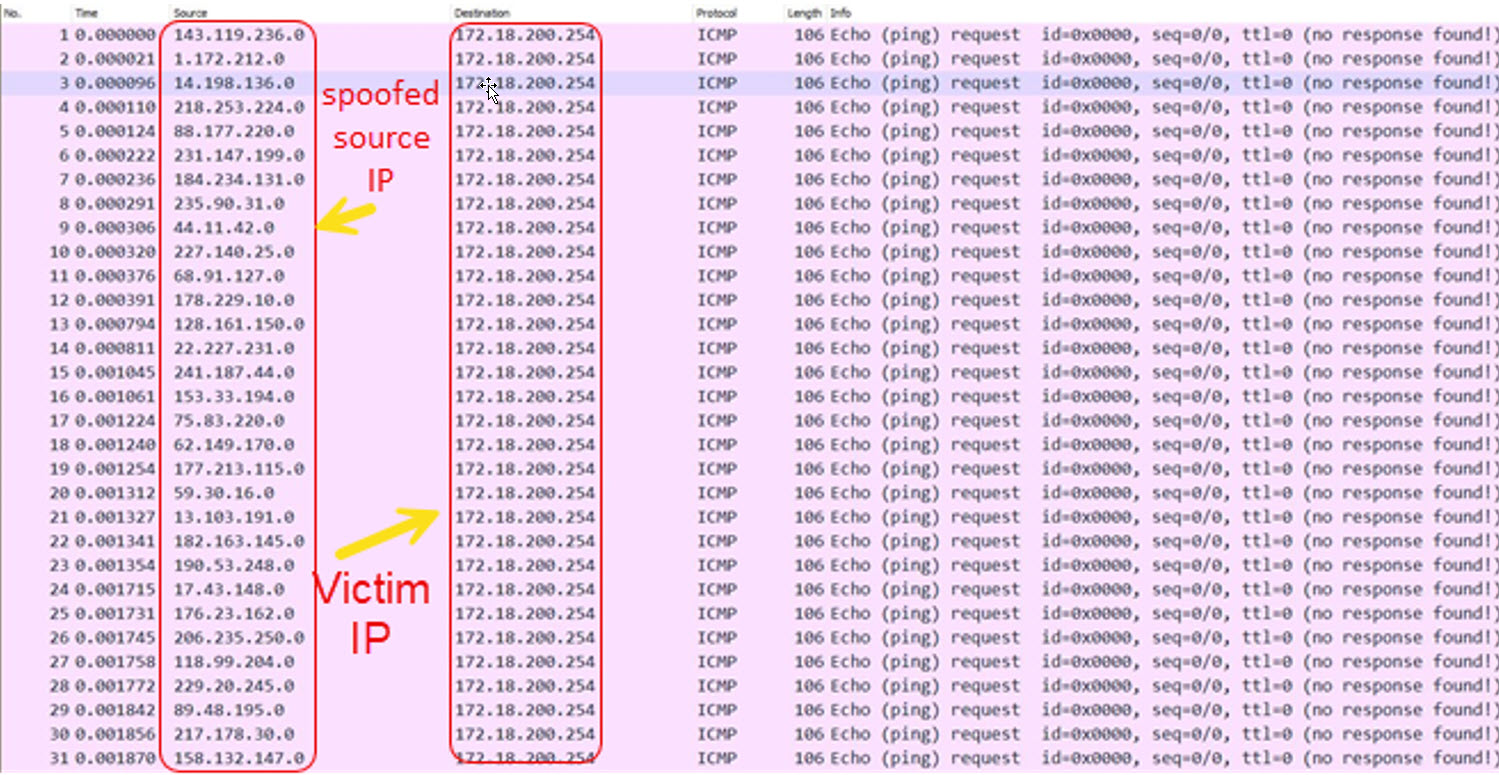 No. Time Source Destination Protocol Length Info
1 0.000000 143.119.236.0 172.18.200.254 ICMP 106 Echo (ping) request id=0x0000, seq=0/0, ttl=0 (no response found!)
2 0.000021 1.172.212.0 172.18.200.254 ICMP 106 Echo (ping) request id=0x0000, seq=0/0, ttl=0 (no response found!)
3 0.000096 14.198.136.0 172.18.200.254 ICMP 106 Echo (ping) request id=0x0000, seq=0/0, ttl=0 (no response found!)
spoofed
4 0.000110 218.253.224.0 172.18.200.254 ICMP 106 Echo (ping) request id=0x0000, seq=0/0, ttl=0 (no response found!)
5 0.000124 88.177.220.0 172.18.200.254 ICMP 106 Echo (ping) request id=0x0000, seq=0/0, ttl=0 (no response found!)
source
6 0.000222 231.147.199.0 172.18.200.254 ICMP 106 Echo (ping) request id=0x0000, seq=0/0, ttl=0 (no response found!)
7 0.000236 184.234.131.0 172.18.200.254 ICMP 106 Echo (ping) request id=0x0000, seq=0/0, ttl=0 (no response found!)
IP
8 0.000291 235.90.31.0 172.18.200.254 ICMP 106 Echo (ping) request id=0x0000, seq=0/0, ttl=0 (no response found!)
9 0.000306 44.11.42.0 172.18.200.254 ICMP 106 Echo (ping) request id=0x0000, seq=0/0, ttl=0 (no response found!)
10 0.000320 227.140.25.0 172.18.200.254 ICMP 106 Echo (ping) request id=0x0000, seq=0/0, ttl=0 (no response found!)
11 0.000376 68.91.127.0 172.18.200.254 ICMP 106 Echo (ping) request id=0x0000, seq=0/0, ttl=0 (no response found!)
12 0.000391 178.229.10.0 172.18.200.254 ICMP 106 Echo (ping) request id=0x0000, seq=0/0, ttl=0 (no response found!)
13 0.000794 128.161.150.0 172.18.200.254 ICMP 106 Echo (ping) request id=0x0000, seq=0/0, ttl=0 (no response found!)
14 0.000811 22.227.231.0 172.18.200.254 ICMP 106 Echo (ping) request id=0x0000, seq=0/0, ttl=0 (no response found!)
15 0.001045 241.187.44.0 172.18.200.254 ICMP 106 Echo (ping) request id=0x0000, seq=0/0, ttl=0 (no response found!)
16 0.001061 153.33.194.0 172.18.200.254 ICMP 106 Echo (ping) request id=0x0000, seq=0/0, ttl=0 (no response found!)
17 0.001224 75.83.220.0 172.18.200.254 ICMP 106 Echo (ping) request id=0x0000, seq=0/0, ttl=0 (no response found!)
18 0.001240 62.149.170.0 172.18.200.254 ICMP 106 Echo (ping) request id=0x0000, seq=0/0, ttl=0 (no response found!)
19 0.001254 177.213.115.0 172.18.200.254 ICMP 106 Echo (ping) request id=0x0000, seq=0/0, ttl=0 (no response found!)
20 0.001312 59.30.16.0 172.18.200.254 ICMP 106 Echo (ping) request id=0x0000, seq=0/0, ttl=0 (no response found!)
21 0.001327 13.103.191.0 172.18.200.254 ICMP 106 Echo (ping) request id=0x0000, seq=0/0, ttl=0 (no response found!)
22 0.001341 182.163.145.0 172.18.200.254 ICMP 106 Echo (ping) request id=0x0000, seq=0/0, ttl=0 (no response found!)
23 0.001354 190.53.248.0 172.18.200.254 ICMP 106 Echo (ping) request id=0x0000, seq=0/0, ttl=0 (no response found!)
24 0.001715 17.43.148.0 172.18.200.254 ICMP 106 Echo (ping) request id=0x0000, seq=0/0, ttl=0 (no response found!)
Victim
25 0.001731 176.23.162.0 172.18.200.254 ICMP 106 Echo (ping) request id=0x0000, seq=0/0, ttl=0 (no response found!)
26 0.001745 206.235.250.0 172.18.200.254 ICMP 106 Echo (ping) request id=0x0000, seq=0/0, ttl=0 (no response found!)
IP
27 0.001758 118.99.204.0 172.18.200.254 ICMP 106 Echo (ping) request id=0x0000, seq=0/0, ttl=0 (no response found!)
28 0.001772 229.20.245.0 172.18.200.254 ICMP 106 Echo (ping) request id=0x0000, seq=0/0, ttl=0 (no response found!)
29 0.001842 89.48.195.0 172.18.200.254 ICMP 106 Echo (ping) request id=0x0000, seq=0/0, ttl=0 (no response found!)
30 0.001856 217.178.30.0 172.18.200.254 ICMP 106 Echo (ping) request id=0x0000, seq=0/0, ttl=0 (no response found!)
31 0.001870 158.132.147.0 172.18.200.254 ICMP 106 Echo (ping) request id=0x0000, seq=0/0, ttl=0 (no response found!)